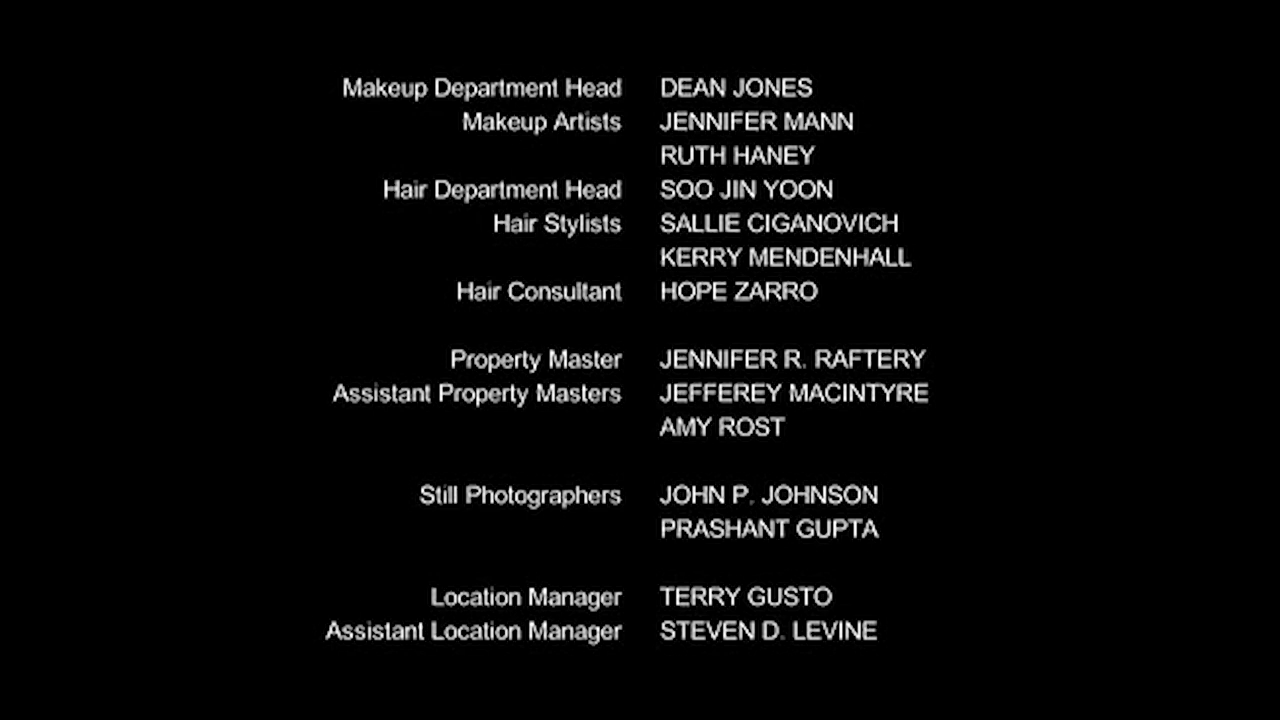 Makeup Department Head DEAN JONES
Makeup Artists JENNIFER MANN
RUTH HANEY
Hair Department Head SOO JIN YOON
Hair Stylists SALLIE CIGANOVICH
KERRY MENDENHALL
Hair Consultant HOPE ZARRO
Property Master JENNIFER R. RAFTERY
Assistant Property Masters JEFFEREY MACINTYRE
AMY ROST
Still Photographers JOHN P. JOHNSON
PRASHANT GUPTA
Location Manager TERRY GUSTO
Assistant Location Manager STEVEN D. LEVINE